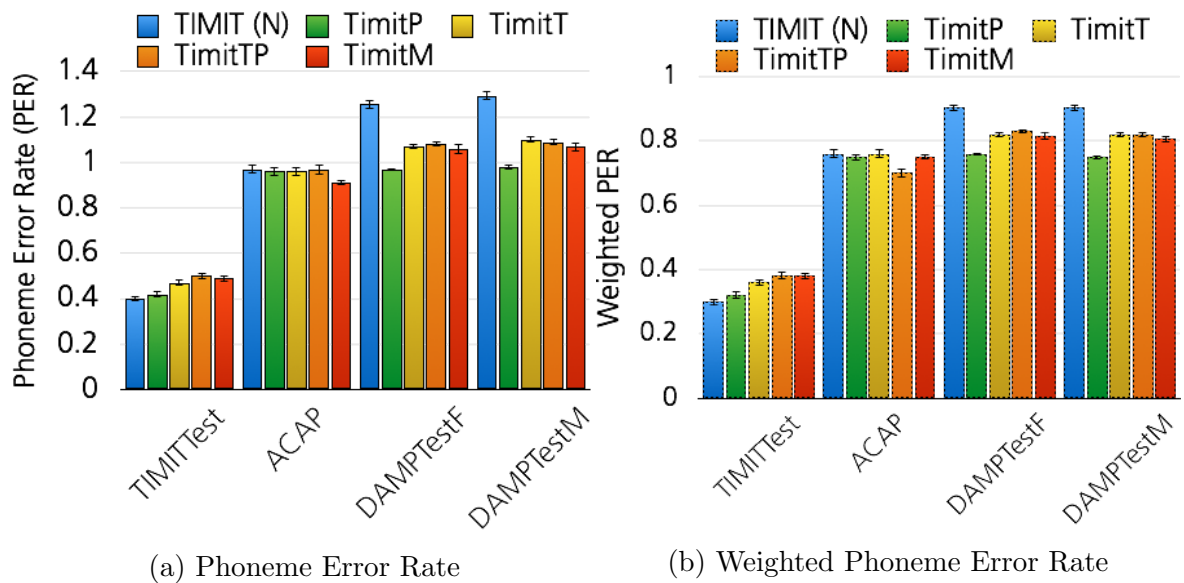 TIMIT (N) TimitP TimitT
TimitTP TimitM
Phoneme Error Rate (PER)
1.4
1.2
1
0.8
0.6
0.4
0.2
0
TIMITTest
ACAP
DAMPTestF
DAMPTestM
(a) Phoneme Error Rate
TIMIT (N) TimitP TimitT
TimitTP TimitM
Weighted PER
1
0.8
0.6
0.4
0.2
0
TIMITTest
ACAP
DAMPTestF
DAMPTestM
(b) Weighted Phoneme Error Rate